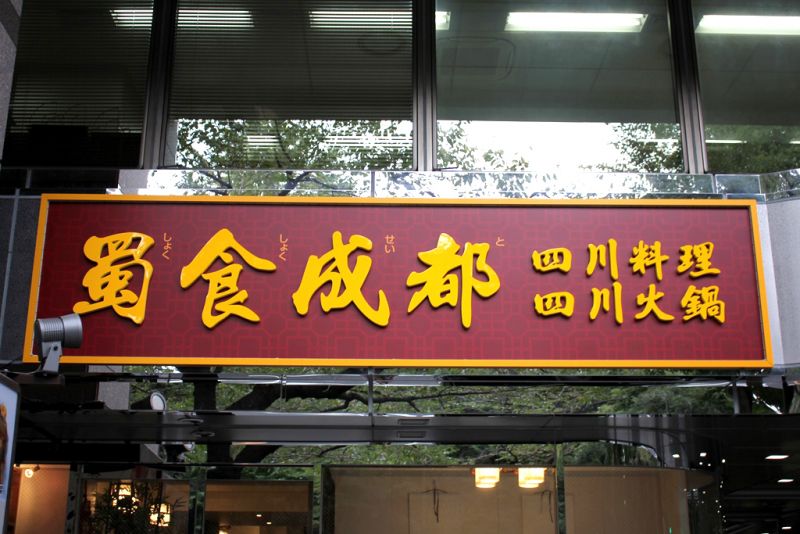 蜀食成都
しょく しょく せい と
四川料理
四川火鍋